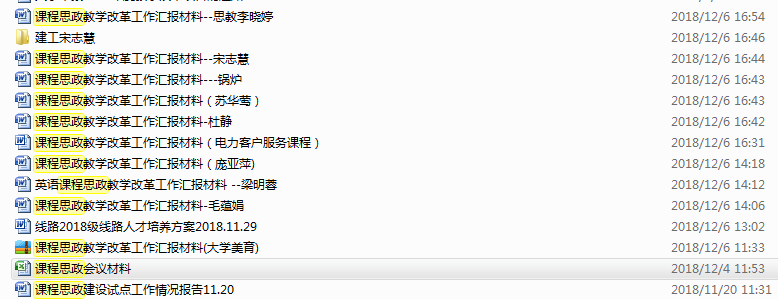 课程思政教学改革工作汇报材料--思教李晓婷 2018/12/6 16:54
建工宋志慧 2018/12/6 16:46
课程思政教学改革工作汇报材料--宋志慧 2018/12/6 16:44
课程思政教学改革工作汇报材料---锅炉 2018/12/6 16:43
课程思政教学改革工作汇报材料（苏华莺） 2018/12/6 16:43
课程思政教学改革工作汇报材料-杜静 2018/12/6 16:42
课程思政教学改革工作汇报材料（电力客户服务课程） 2018/12/6 16:31
课程思政教学改革工作汇报材料（庞亚萍) 2018/12/6 14:18
英语课程思政教学改革工作汇报材料 --梁明蓉 2018/12/6 14:12
课程思政教学改革工作汇报材料-毛蕴娟 2018/12/6 14:06
线路2018级线路人才培养方案2018.11.29 2018/12/6 13:02
课程思政教学改革工作汇报材料(大学美育) 2018/12/6 11:33
课程思政会议材料 2018/12/4 11:53
课程思政建设试点工作情况报告11.20 2018/11/20 11:31